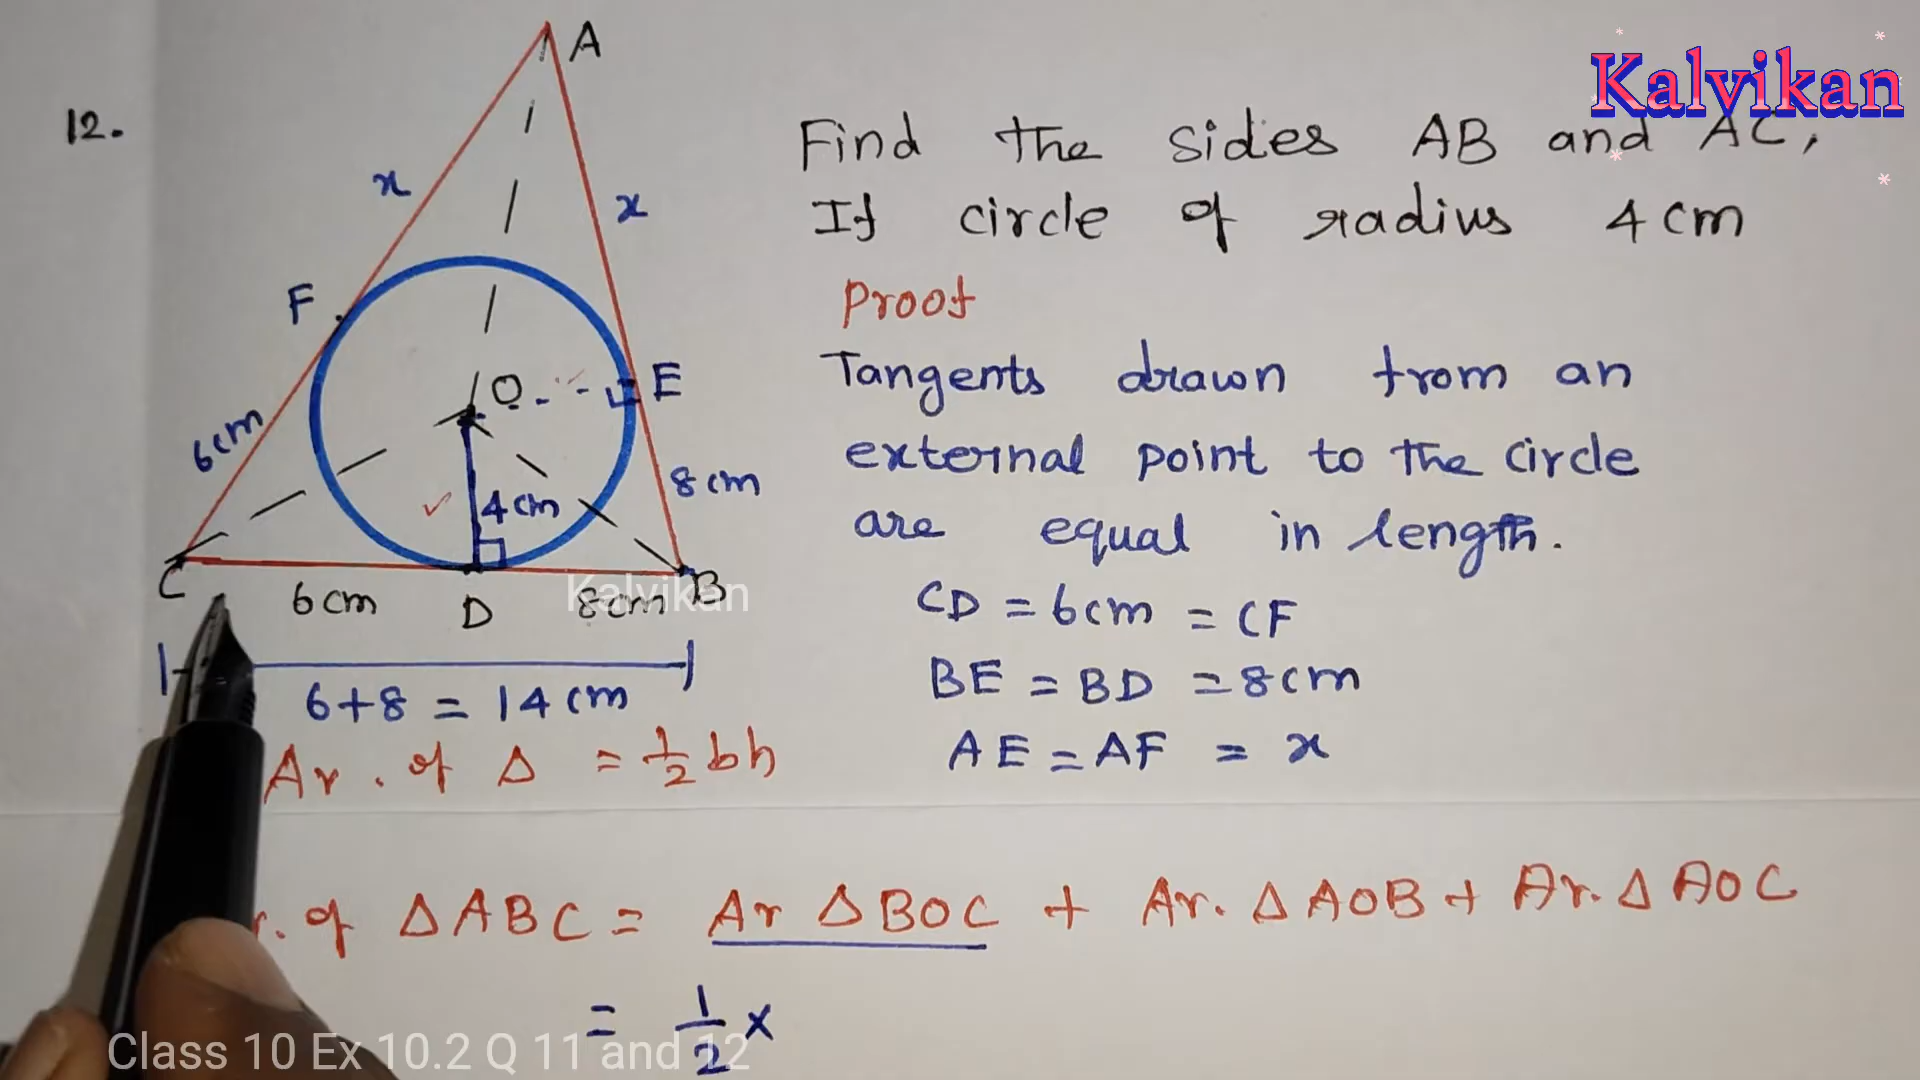 Kalvikan
12.
A
Find the sides AB and AC,
x
x
If circle of radius 4 cm
F
Proof
O
E
Tangents drawn from an
6cm
external point to the circle
8cm
4cm
are equal in length.
C
6cm
D
8cm
B
Kalvikan
CD = 6cm = CF
6+8 = 14cm
BE = BD = 8cm
Ar. of Δ = 1/2 bh
AE = AF = x
r. of ΔABC = Ar ΔBOC + Ar. ΔAOB + Ar. ΔAOC
= 1/2 ×
Class 10 Ex 10.2 Q 11 and 12